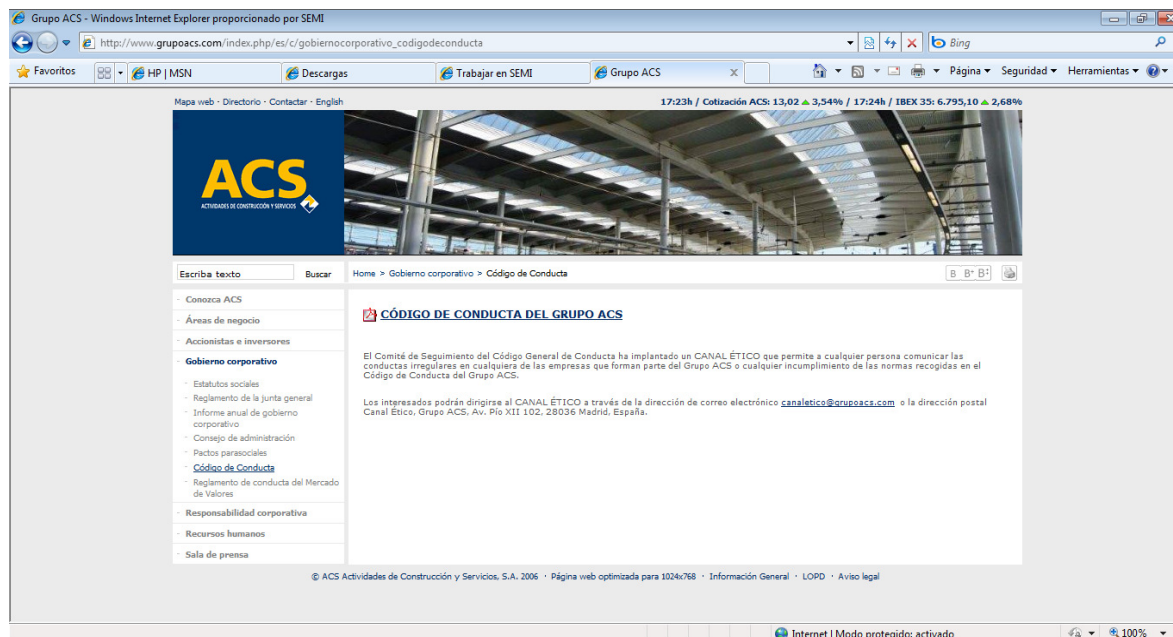 Grupo ACS - Windows Internet Explorer proporcionado por SEMI
http://www.grupoacs.com/index.php/es/c/gobiernocorporativo_codigodeconducta
Bing
Favoritos
HP | MSN
Descargas
Trabajar en SEMI
Grupo ACS
Página
Seguridad
Herramientas
Mapa web · Directorio · Contactar · English
17:23h / Cotización ACS: 13,02 3,54% / 17:24h / IBEX 35: 6.795,10 2,68%
ACS
ACTIVIDADES DE CONSTRUCCIÓN Y SERVICIOS
Escriba texto
Buscar
Home > Gobierno corporativo > Código de Conducta
B B+ B‡
Conozca ACS
Áreas de negocio
Accionistas e inversores
Gobierno corporativo
Estatutos sociales
Reglamento de la junta general
Informe anual de gobierno
corporativo
Consejo de administración
Pactos parasociales
Código de Conducta
Reglamento de conducta del Mercado
de Valores
Responsabilidad corporativa
Recursos humanos
Sala de prensa
CÓDIGO DE CONDUCTA DEL GRUPO ACS
El Comité de Seguimiento del Código General de Conducta ha implantado un CANAL ÉTICO que permite a cualquier persona comunicar las
conductas irregulares en cualquiera de las empresas que forman parte del Grupo ACS o cualquier incumplimiento de las normas recogidas en el
Código de Conducta del Grupo ACS.
Los interesados podrán dirigirse al CANAL ÉTICO a través de la dirección de correo electrónico canaletico@grupoacs.com o la dirección postal
Canal Ético, Grupo ACS, Av. Pío XII 102, 28036 Madrid, España.
© ACS Actividades de Construcción y Servicios, S.A. 2006 · Página web optimizada para 1024x768 · Información General · LOPD · Aviso legal
Internet | Modo protegido: activado
100%